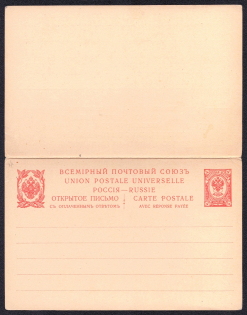 ВСЕМІРНЫЙ ПОЧТОВЫЙ СОЮЗЪ
UNION POSTALE UNIVERSELLE
РОССІЯ—RUSSIE
ОТКРЫТОЕ ПИСЬМО CARTE POSTALE
СЪ ОПЛАЧЕННЫМЪ ОТВѢТОМЪ AVEC RÉPONSE PAYÉE